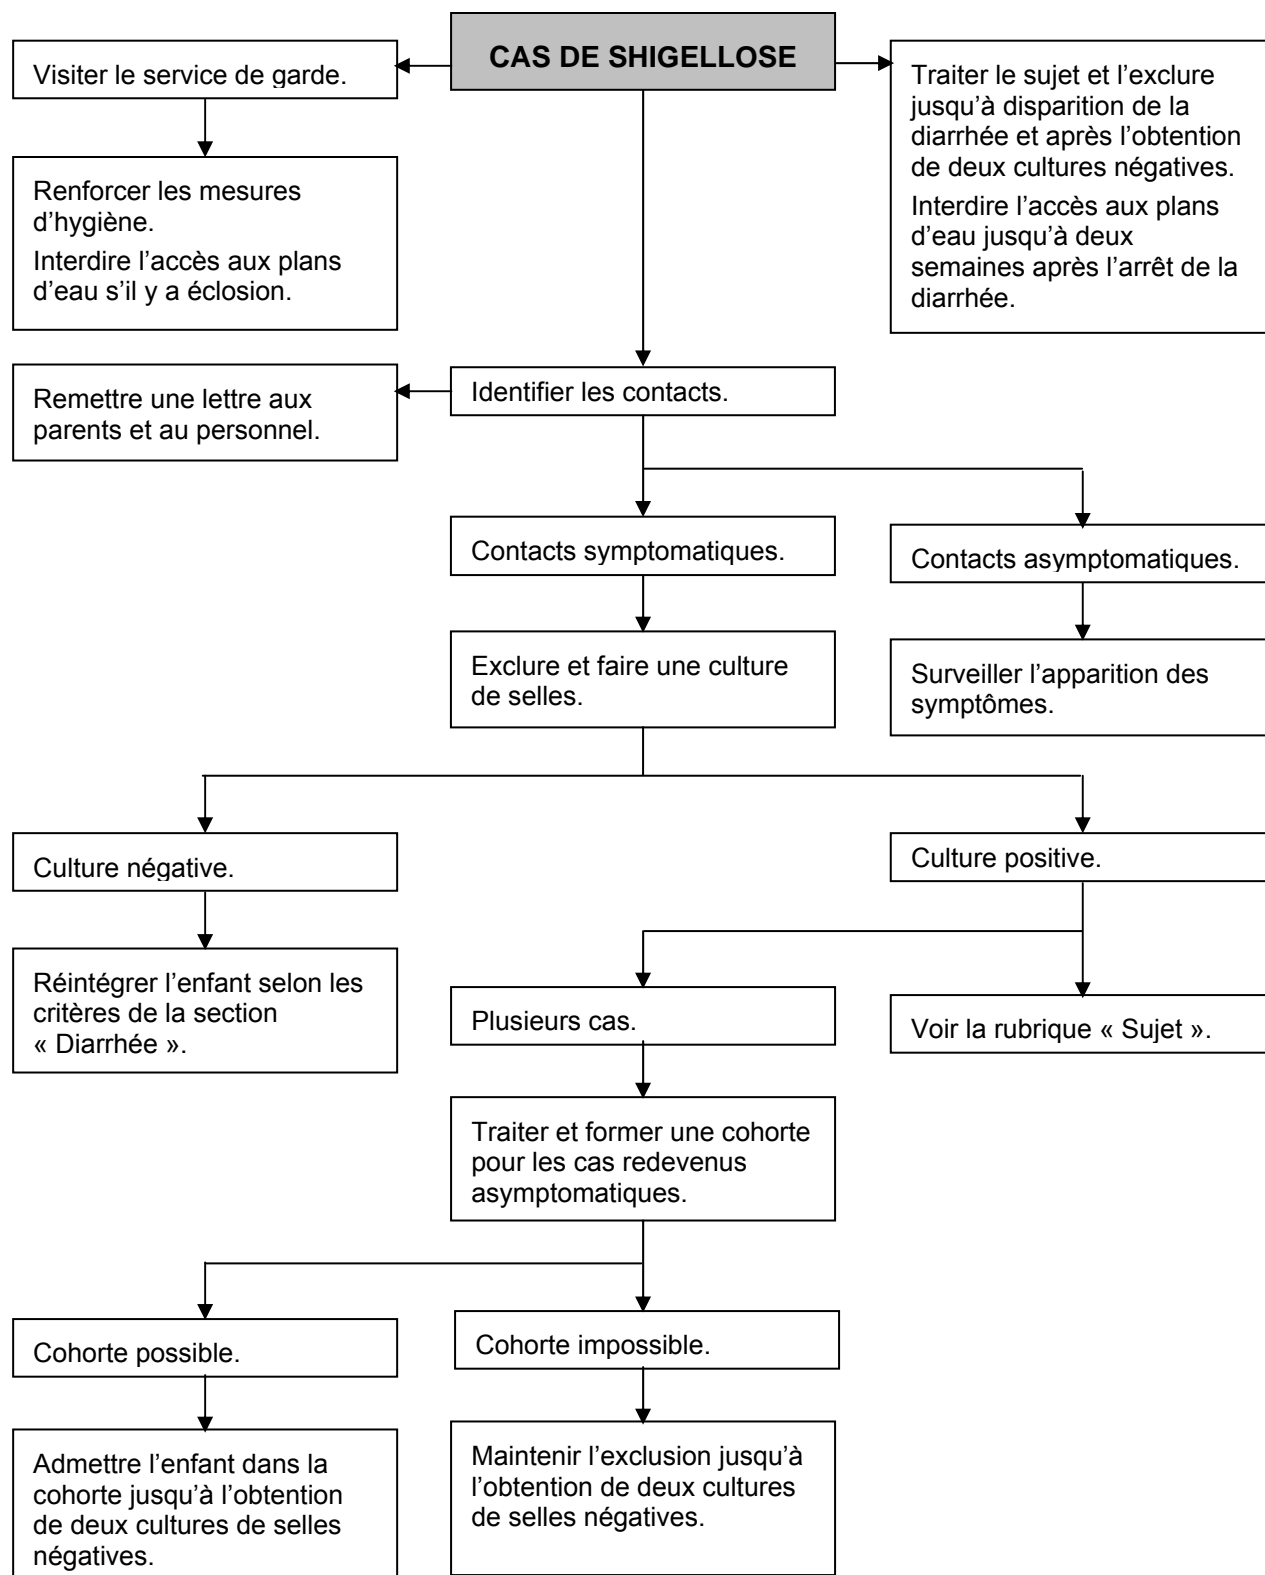 CAS DE SHIGELLOSE
Visiter le service de garde.
Renforcer les mesures
d’hygiène.
Interdire l’accès aux plans
d’eau s’il y a éclosion.
Traiter le sujet et l’exclure
jusqu’à disparition de la
diarrhée et après l’obtention
de deux cultures négatives.
Interdire l’accès aux plans
d’eau jusqu’à deux
semaines après l’arrêt de la
diarrhée.
Identifier les contacts.
Remettre une lettre aux
parents et au personnel.
Contacts symptomatiques.
Contacts asymptomatiques.
Exclure et faire une culture
de selles.
Surveiller l’apparition des
symptômes.
Culture négative.
Culture positive.
Réintégrer l’enfant selon les
critères de la section
« Diarrhée ».
Plusieurs cas.
Voir la rubrique « Sujet ».
Traiter et former une cohorte
pour les cas redevenus
asymptomatiques.
Cohorte possible.
Cohorte impossible.
Admettre l’enfant dans la
cohorte jusqu’à l’obtention
de deux cultures de selles
négatives.
Maintenir l’exclusion jusqu’à
l’obtention de deux cultures
de selles négatives.